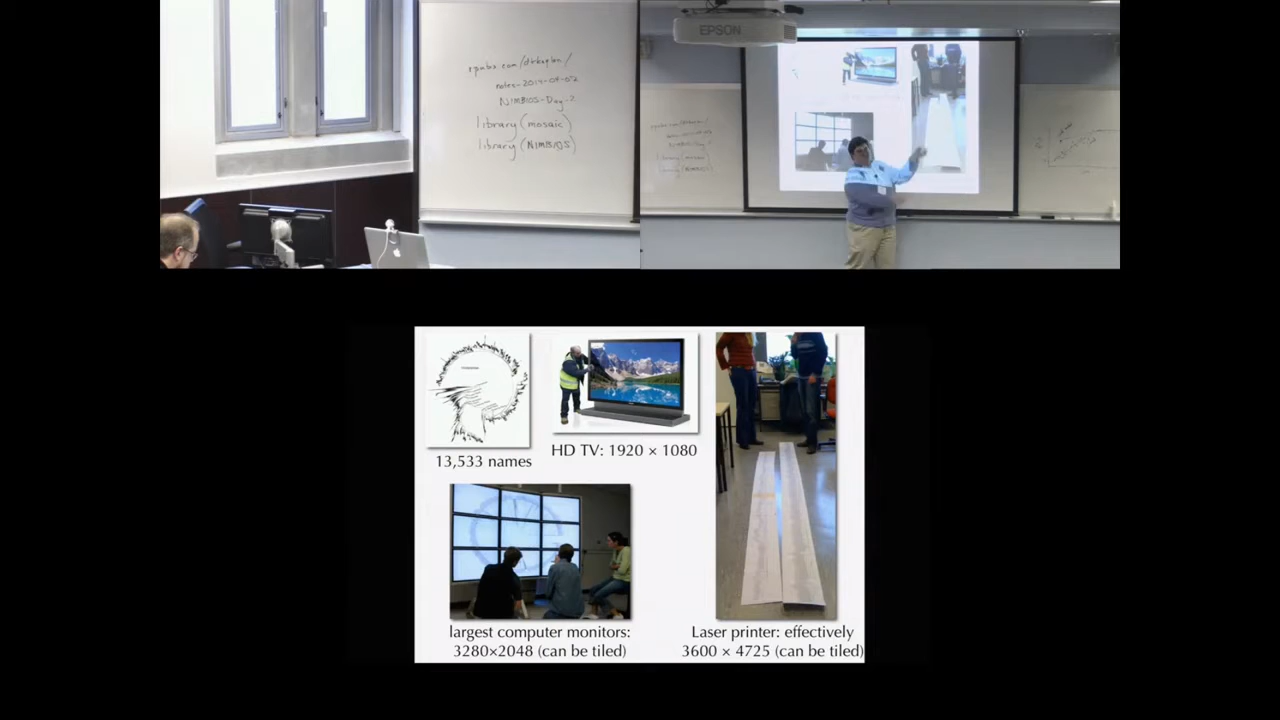 rpubs.com/dtkaplan/
notes-2014-04-02
NIMBIOS-Day-2
library(mosaic)
library(NIMBIOS)
EPSON
13,533 names
HD TV: 1920 × 1080
largest computer monitors:
3280×2048 (can be tiled)
Laser printer: effectively
3600 × 4725 (can be tiled)